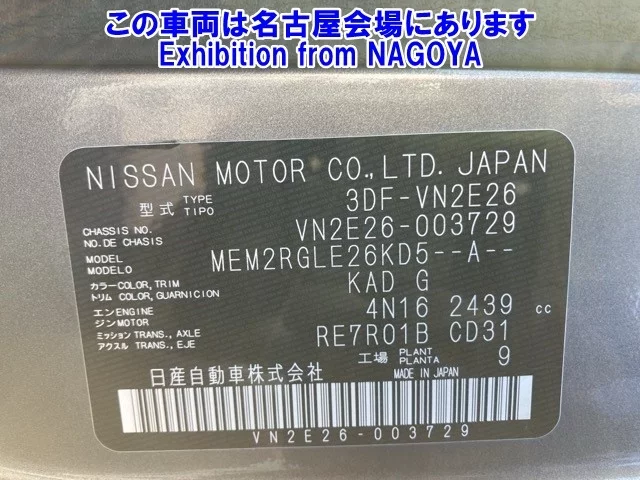 この車両は名古屋会場にあります
Exhibition from NAGOYA
NISSAN MOTOR CO.,LTD. JAPAN
型式 TYPE TIPO 3DF-VN2E26
CHASSIS NO. NO.DE CHASIS VN2E26-003729
MODEL MODELO MEM2RGLE26KD5--A--
カラー COLOR, TRIM トリム COLOR, GUARNICION KAD G
エンENGINE ジンMOTOR 4N16 2439 cc
ミッション TRANS., AXLE アクスル TRANS., EJE RE7R01B CD31
工場 PLANT PLANTA 9
日産自動車株式会社 MADE IN JAPAN
VN2E26-003729